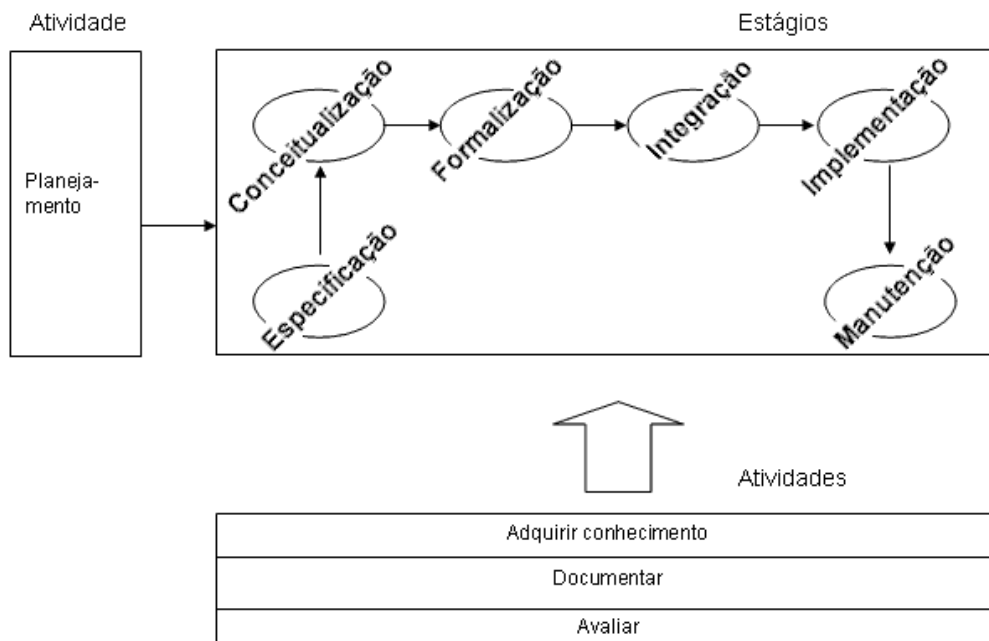 Atividade
Estágios
Planeja-
mento
Conceitualização
Formalização
Integração
Implementação
Especificação
Manutenção
Atividades
Adquirir conhecimento
Documentar
Avaliar